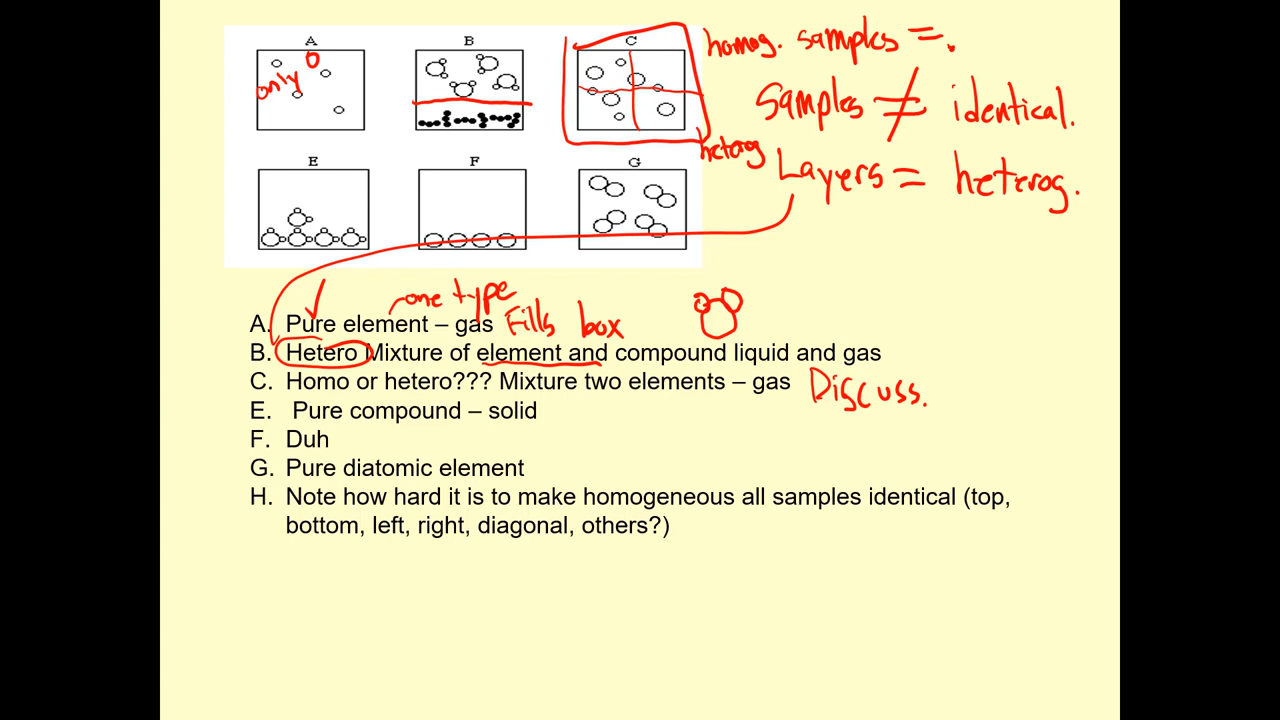 A B C
homog. samples =.
only
Samples ≠ identical.
heterog
Layers = heterog.
E F G
one type
A. Pure element – gas Fills box
B. Hetero Mixture of element and compound liquid and gas
C. Homo or hetero??? Mixture two elements – gas Discuss.
E. Pure compound – solid
F. Duh
G. Pure diatomic element
H. Note how hard it is to make homogeneous all samples identical (top,
bottom, left, right, diagonal, others?)